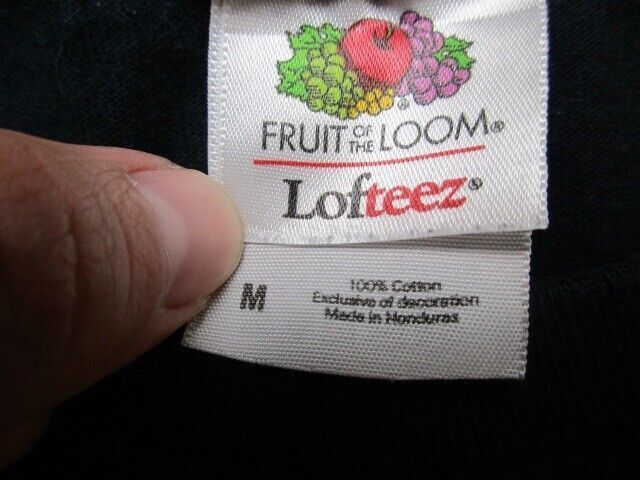 FRUIT OF THE LOOM®
Lofteez®
M
100% Cotton
Exclusive of decoration
Made in Honduras